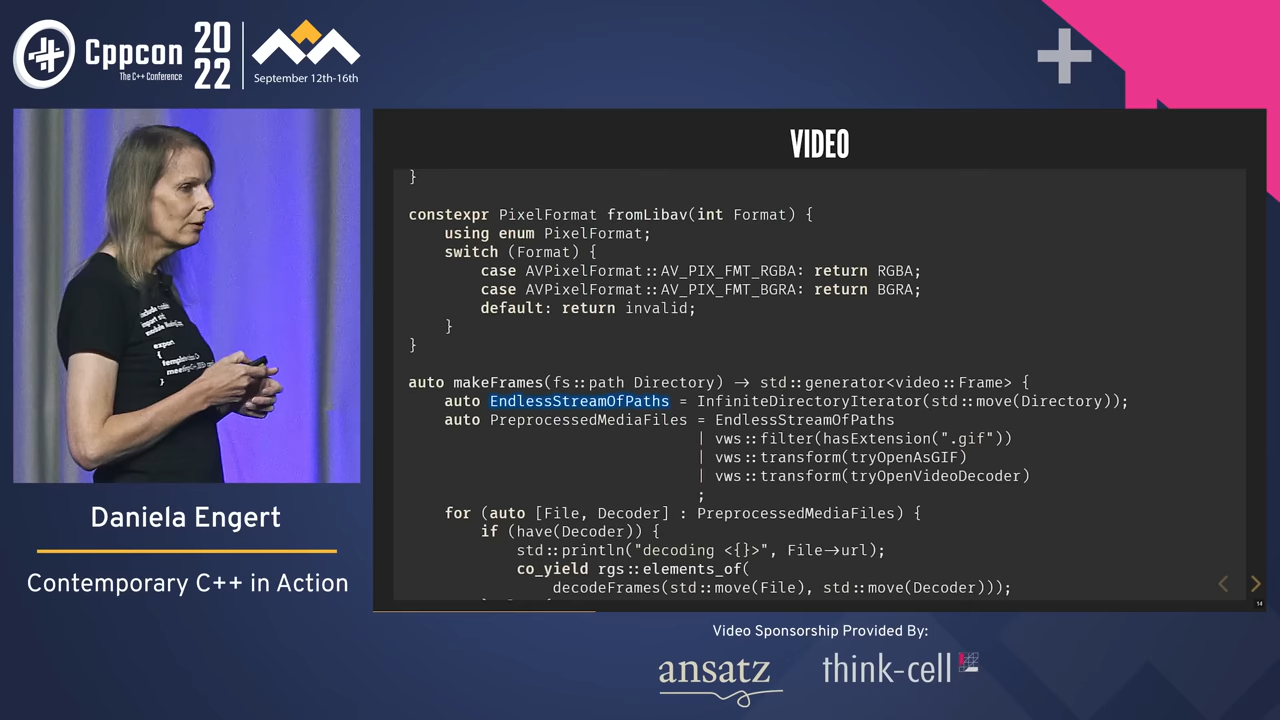 Cppcon
The C++ Conference
20
22
September 12th-16th
VIDEO
}
constexpr PixelFormat fromLibav(int Format) {
using enum PixelFormat;
switch (Format) {
case AVPixelFormat::AV_PIX_FMT_RGBA: return RGBA;
case AVPixelFormat::AV_PIX_FMT_BGRA: return BGRA;
default: return invalid;
}
}
auto makeFrames(fs::path Directory) -> std::generator<video::Frame> {
auto EndlessStreamOfPaths = InfiniteDirectoryIterator(std::move(Directory));
auto PreprocessedMediaFiles = EndlessStreamOfPaths
| vws::filter(hasExtension(".gif"))
| vws::transform(tryOpenAsGIF)
| vws::transform(tryOpenVideoDecoder)
;
for (auto [File, Decoder] : PreprocessedMediaFiles) {
if (have(Decoder)) {
std::println("decoding <{}>", File->url);
co_yield rgs::elements_of(
decodeFrames(std::move(File), std::move(Decoder)));
14
Daniela Engert
Contemporary C++ in Action
Video Sponsorship Provided By:
ansatz
think-cell